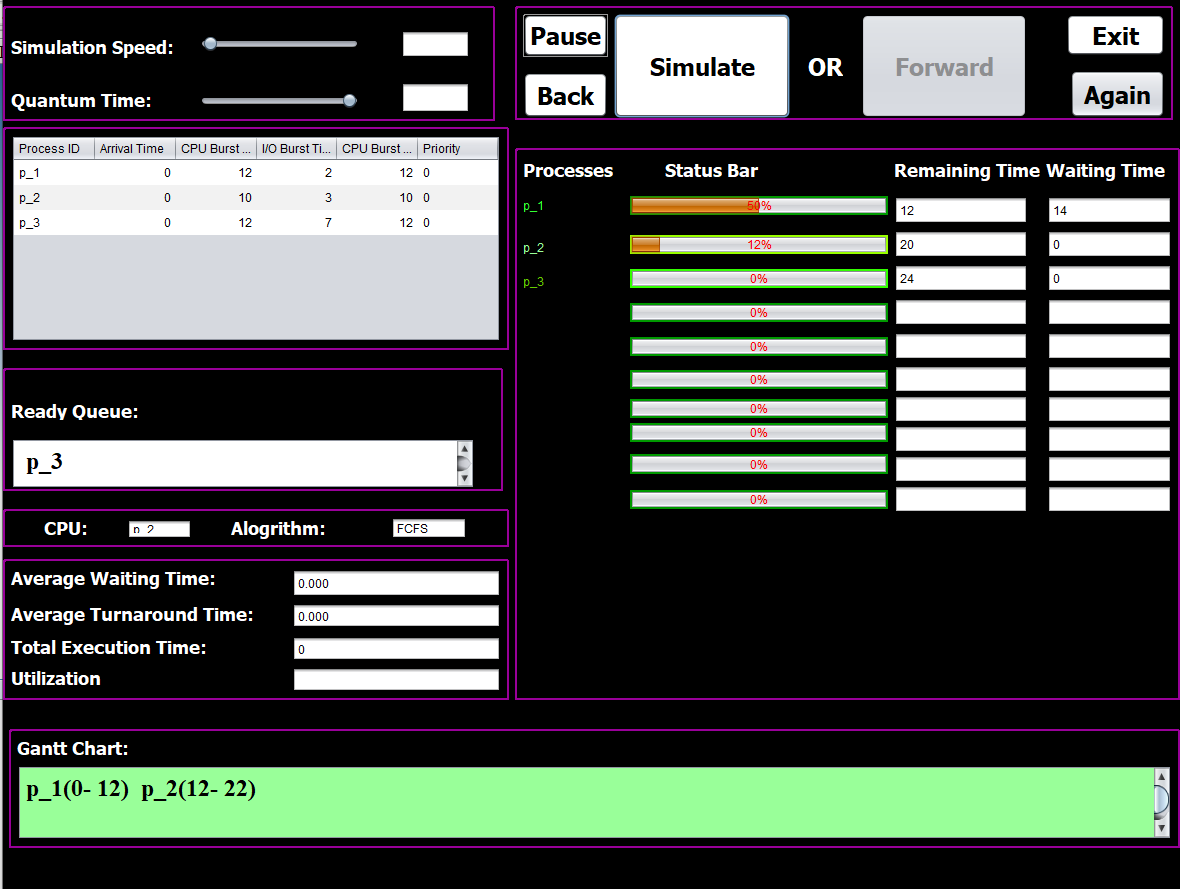 Simulation Speed:
Quantum Time:
Pause
Back
Simulate
OR
Forward
Exit
Again
Process ID Arrival Time CPU Burst ... I/O Burst Ti... CPU Burst ... Priority
p_1 0 12 2 12 0
p_2 0 10 3 10 0
p_3 0 12 7 12 0
Ready Queue:
p_3
CPU: p_2 Alogrithm: FCFS
Average Waiting Time: 0.000
Average Turnaround Time: 0.000
Total Execution Time: 0
Utilization
Processes Status Bar Remaining Time Waiting Time
p_1 50% 12 14
p_2 12% 20 0
p_3 0% 24 0
0%
0%
0%
0%
0%
0%
0%
Gantt Chart:
p_1(0- 12) p_2(12- 22)